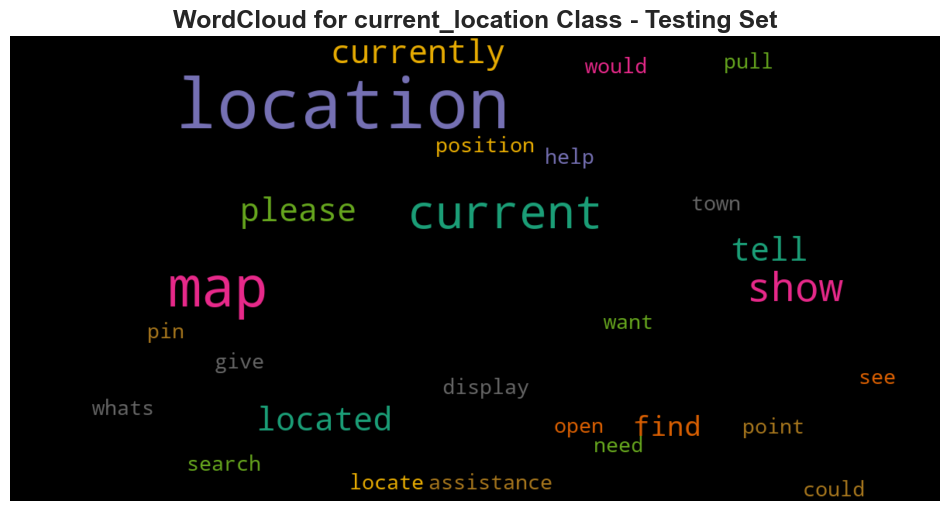 WordCloud for current_location Class - Testing Set
currently
would
pull
location
position
help
please
current
town
tell
map
show
pin
want
give
display
see
whats
located
open
find
point
need
search
locate
assistance
could